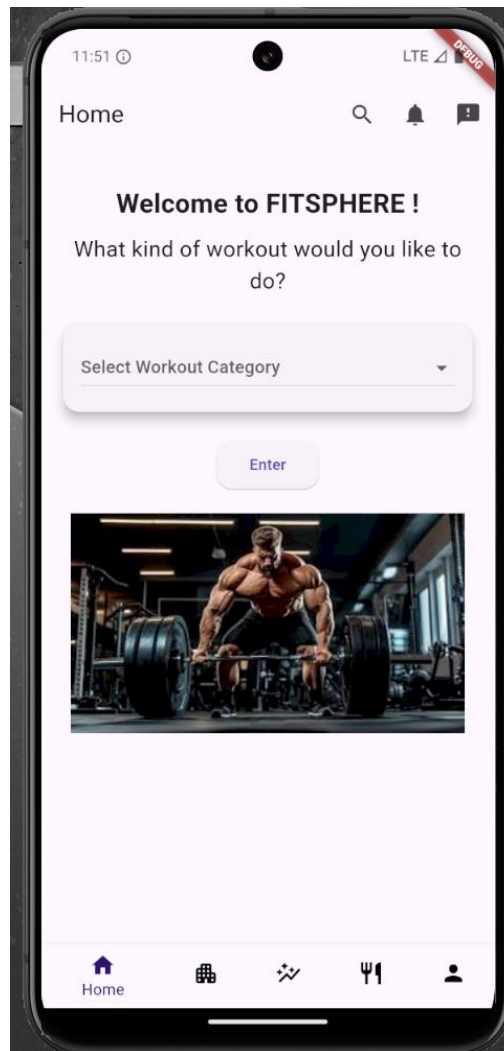 11:51
LTE
DEBUG
Home
Welcome to FITSPHERE !
What kind of workout would you like to
do?
Select Workout Category
Enter
Home